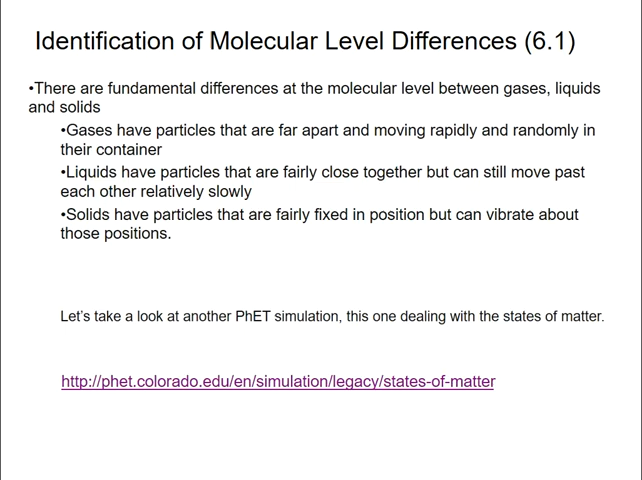 Identification of Molecular Level Differences (6.1)
•There are fundamental differences at the molecular level between gases, liquids
and solids
•Gases have particles that are far apart and moving rapidly and randomly in
their container
•Liquids have particles that are fairly close together but can still move past
each other relatively slowly
•Solids have particles that are fairly fixed in position but can vibrate about
those positions.
Let's take a look at another PhET simulation, this one dealing with the states of matter.
http://phet.colorado.edu/en/simulation/legacy/states-of-matter